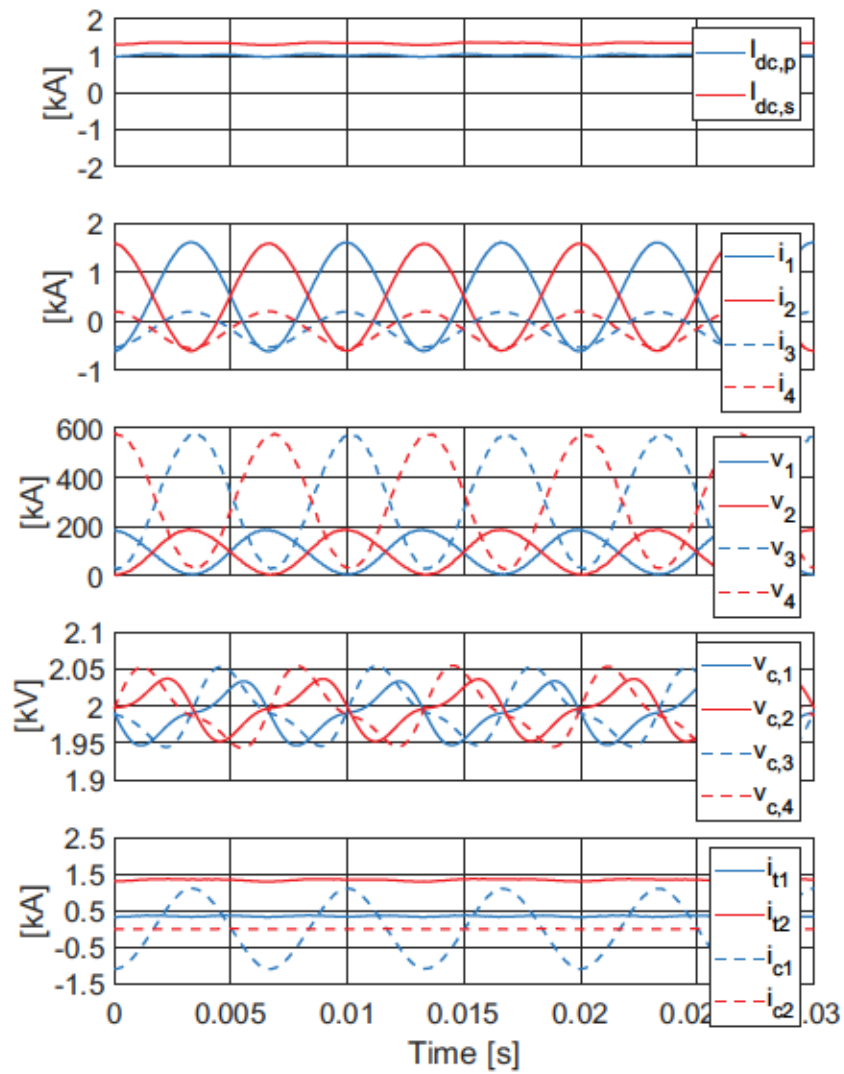 2
1
0
-1
-2
[kA]
I_dc,p
I_dc,s
2
1
0
-1
[kA]
i_1
i_2
i_3
i_4
600
400
200
0
[kA]
v_1
v_2
v_3
v_4
2.1
2.05
2
1.95
1.9
[kV]
v_c,1
v_c,2
v_c,3
v_c,4
2.5
1.5
0.5
-0.5
-1.5
[kA]
i_t1
i_t2
i_c1
i_c2
0 0.005 0.01 0.015 0.02 0.02 .03
Time [s]